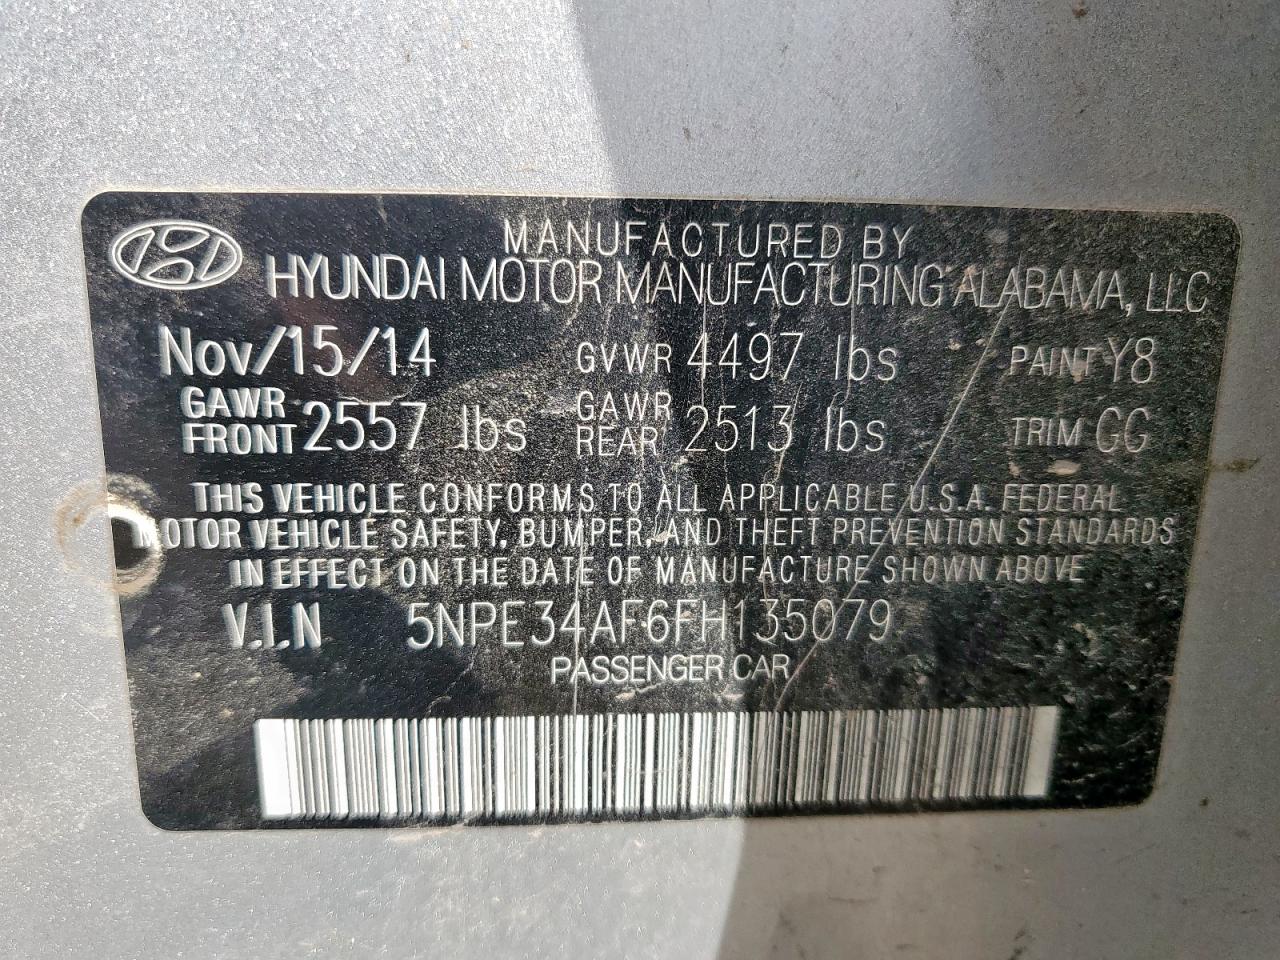 MANUFACTURED BY
HYUNDAI MOTOR MANUFACTURING ALABAMA, LLC
Nov/15/14 GVWR 4497 lbs PAINT Y8
GAWR FRONT 2557 lbs GAWR REAR 2513 lbs TRIM GG
THIS VEHICLE CONFORMS TO ALL APPLICABLE U.S.A. FEDERAL
MOTOR VEHICLE SAFETY, BUMPER, AND THEFT PREVENTION STANDARDS
IN EFFECT ON THE DATE OF MANUFACTURE SHOWN ABOVE
V.I.N 5NPE34AF6FH135079
PASSENGER CAR